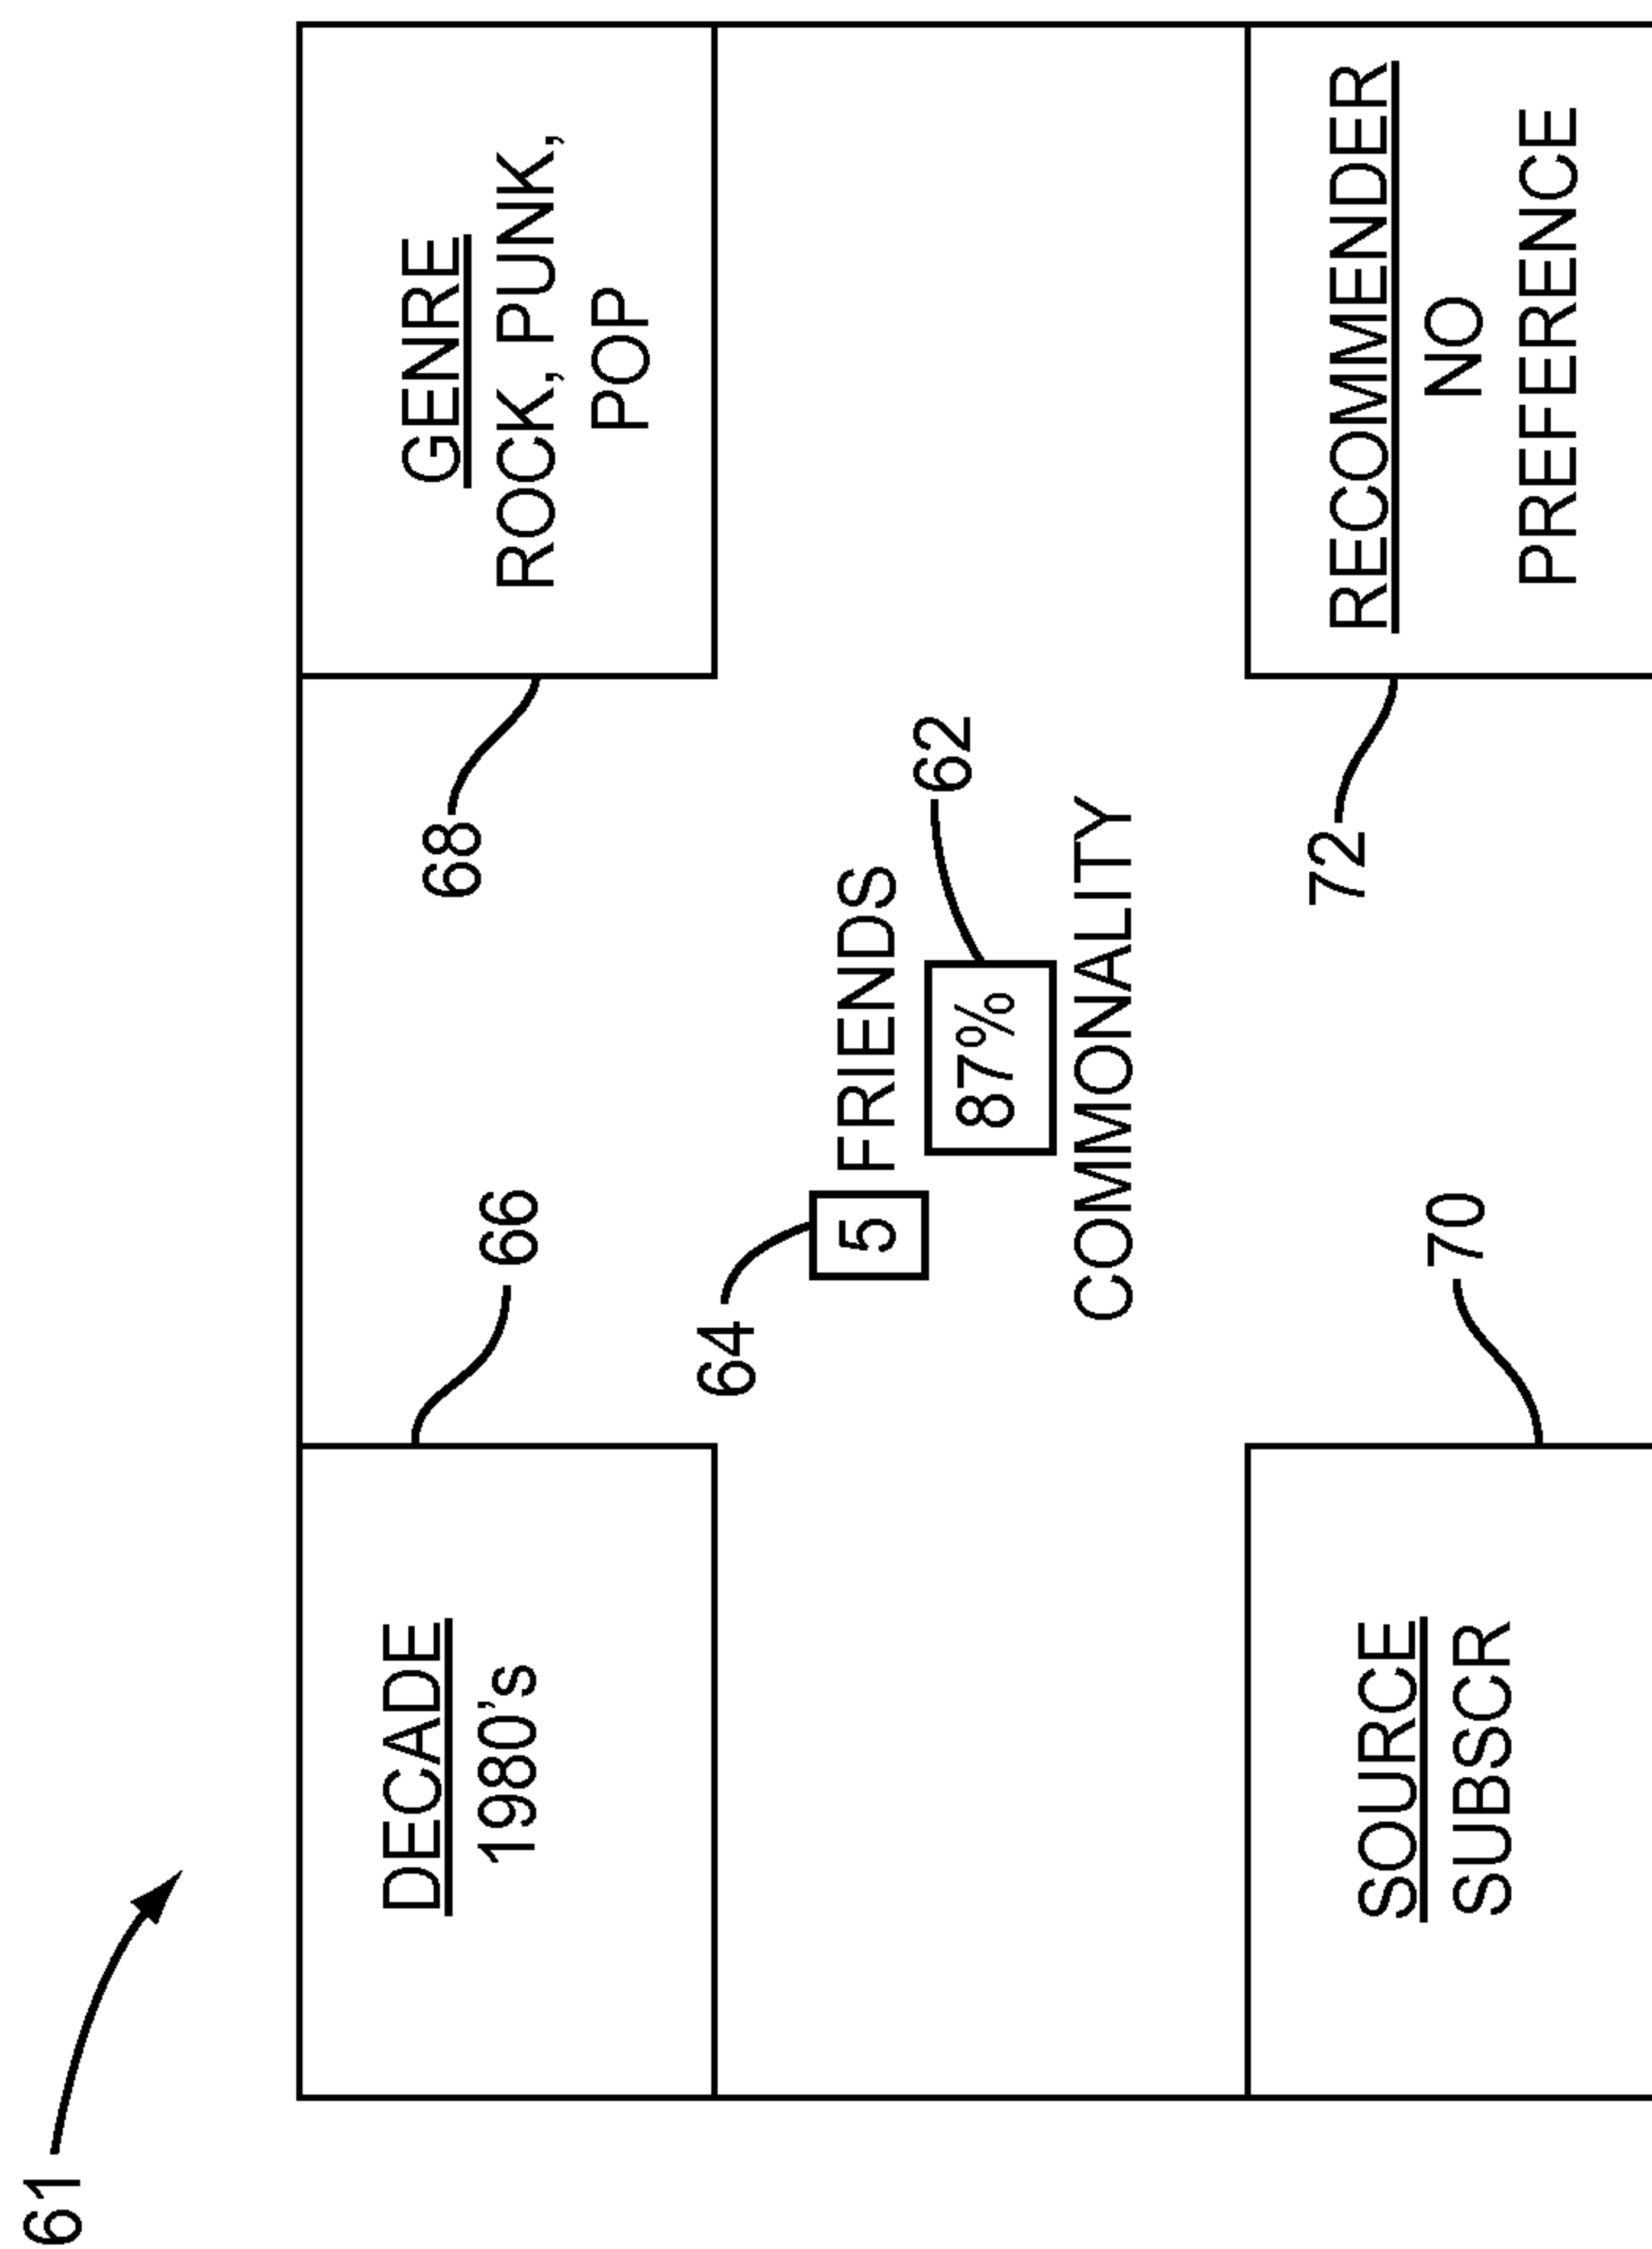 61
DECADE
1980's
66
68
GENRE
ROCK, PUNK,
POP
64
5 FRIENDS
87%
62
COMMONALITY
SOURCE
SUBSCR
70
72
RECOMMENDER
NO
PREFERENCE